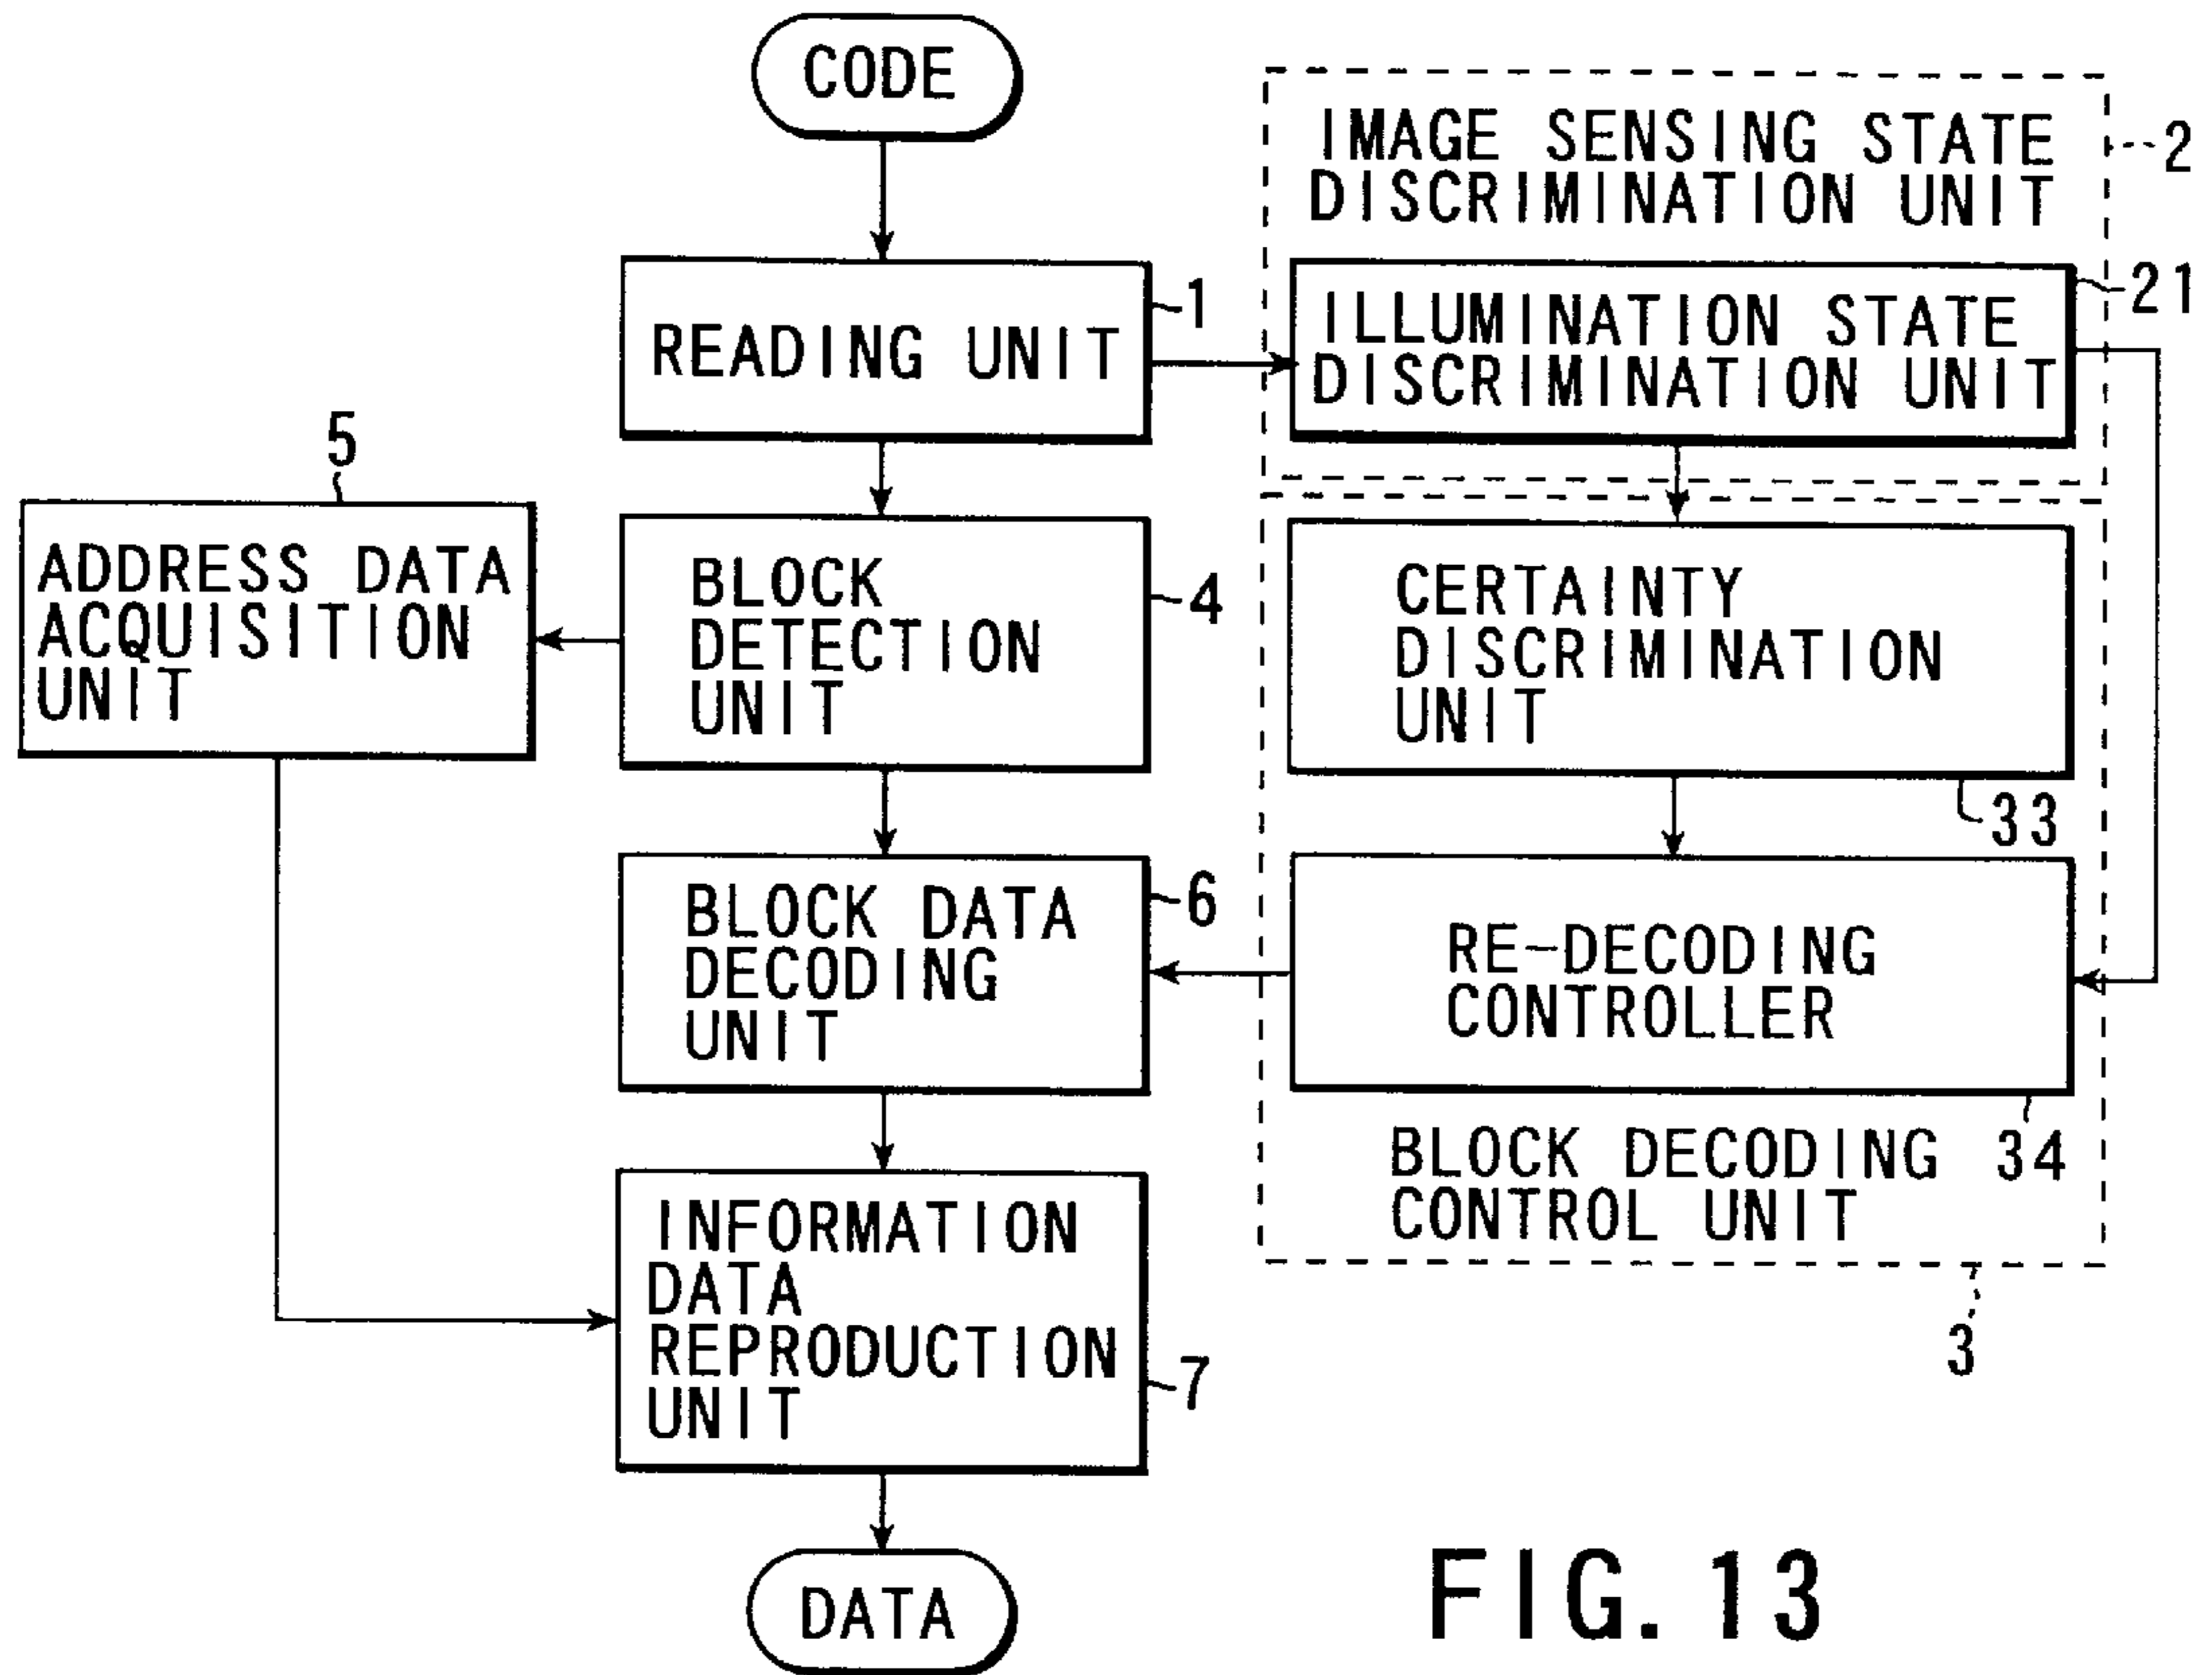 CODE
IMAGE SENSING STATE
DISCRIMINATION UNIT
2
READING UNIT
1
ILLUMINATION STATE
DISCRIMINATION UNIT
21
5
ADDRESS DATA
ACQUISITION
UNIT
BLOCK
DETECTION
UNIT
4
CERTAINTY
DISCRIMINATION
UNIT
33
BLOCK DATA
DECODING
UNIT
6
RE-DECODING
CONTROLLER
34
BLOCK DECODING
CONTROL UNIT
3
INFORMATION
DATA
REPRODUCTION
UNIT
7
DATA
FIG. 13